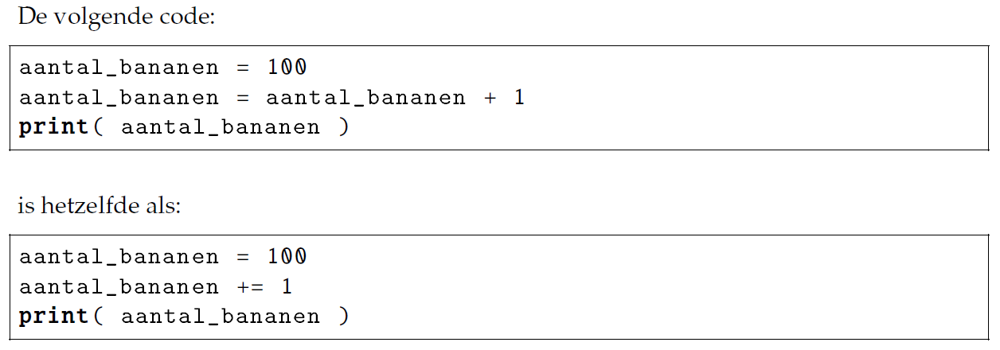 De volgende code:
aantal_bananen = 100
aantal_bananen = aantal_bananen + 1
print( aantal_bananen )
is hetzelfde als:
aantal_bananen = 100
aantal_bananen += 1
print( aantal_bananen )